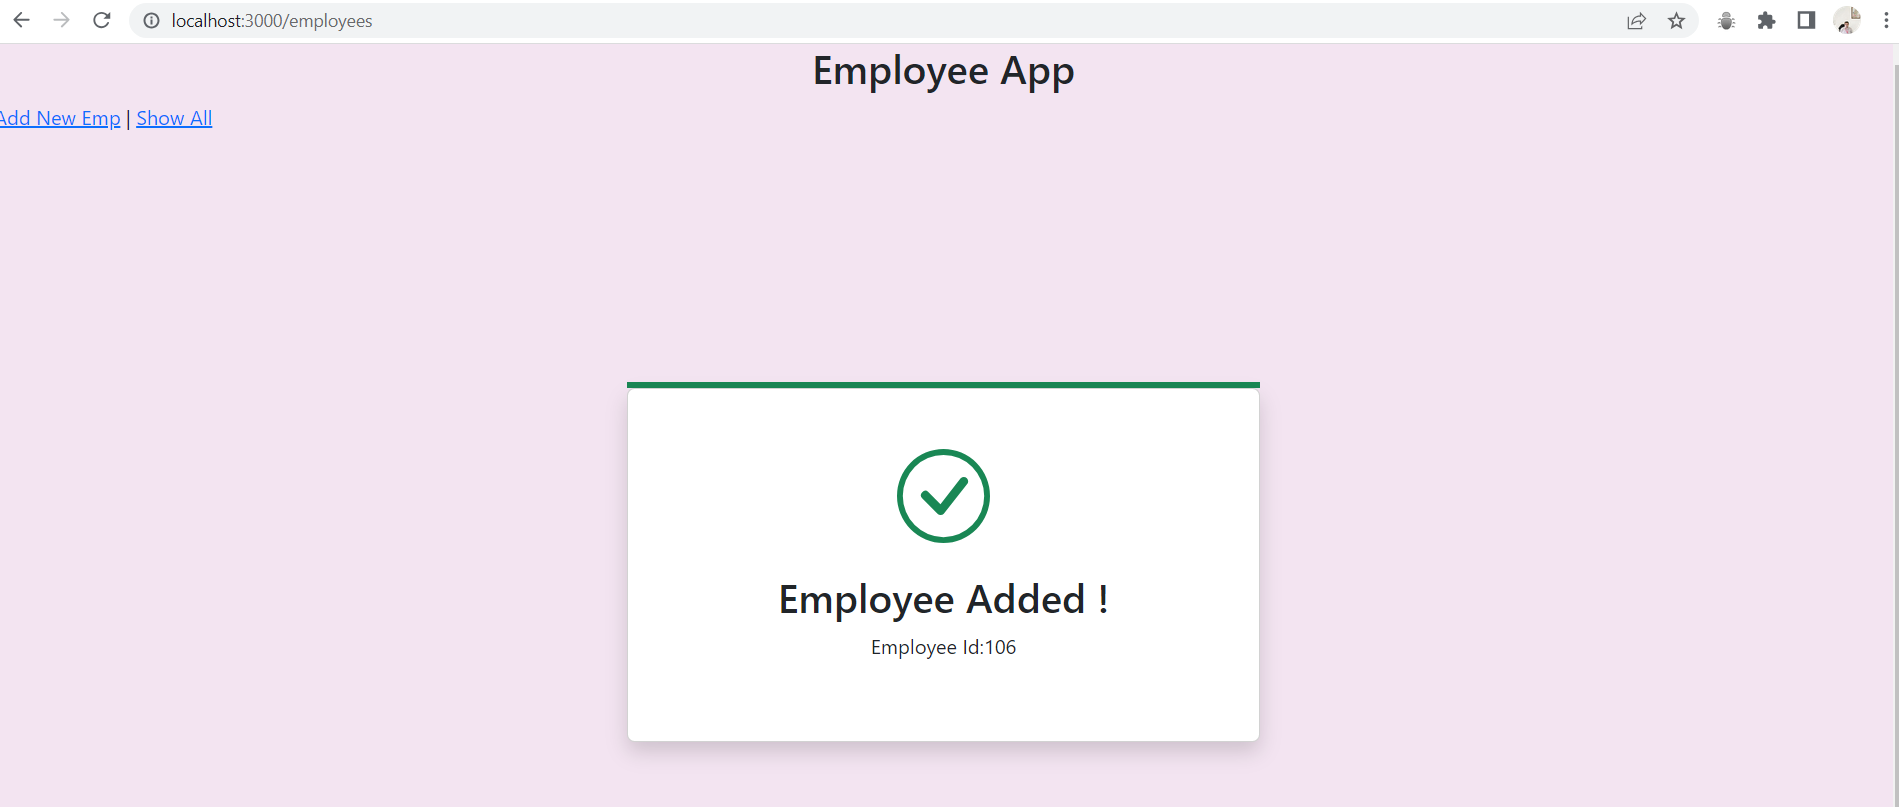 localhost:3000/employees
Employee App
Add New Emp | Show All
Employee Added !
Employee Id:106